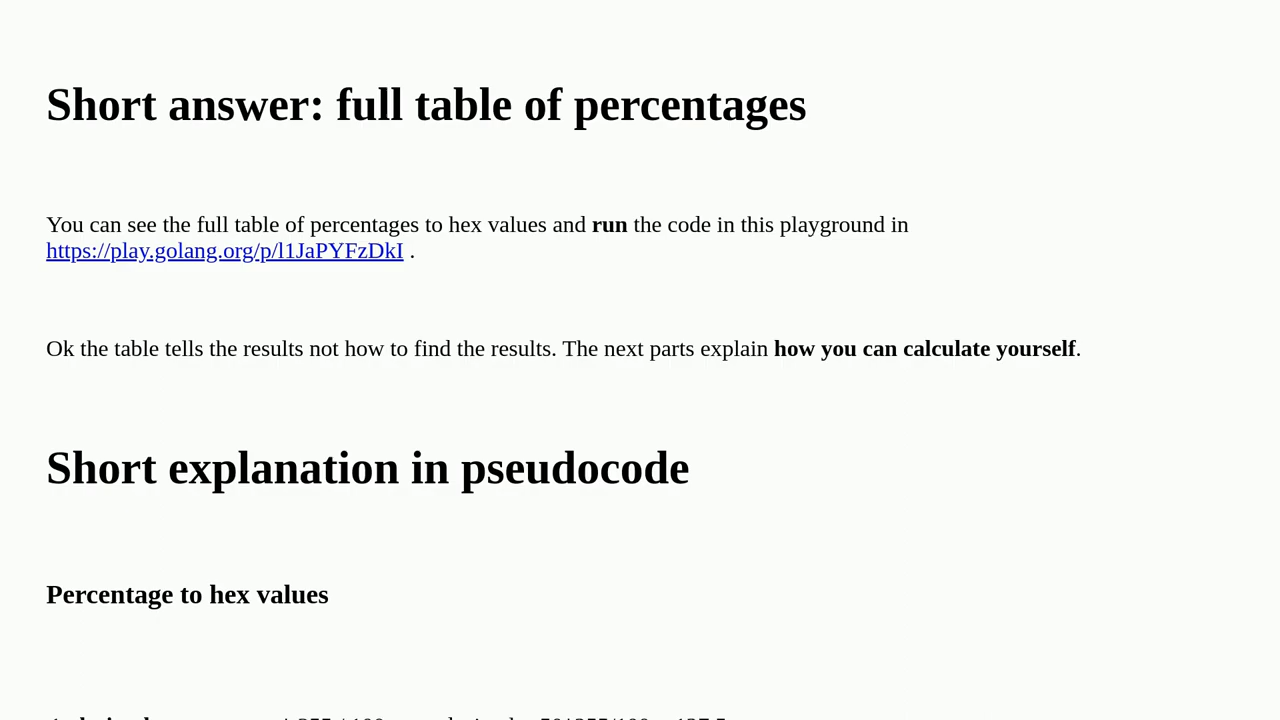 Short answer: full table of percentages
You can see the full table of percentages to hex values and run the code in this playground in
https://play.golang.org/p/l1JaPYFzDkI .
Ok the table tells the results not how to find the results. The next parts explain how you can calculate yourself.
Short explanation in pseudocode
Percentage to hex values